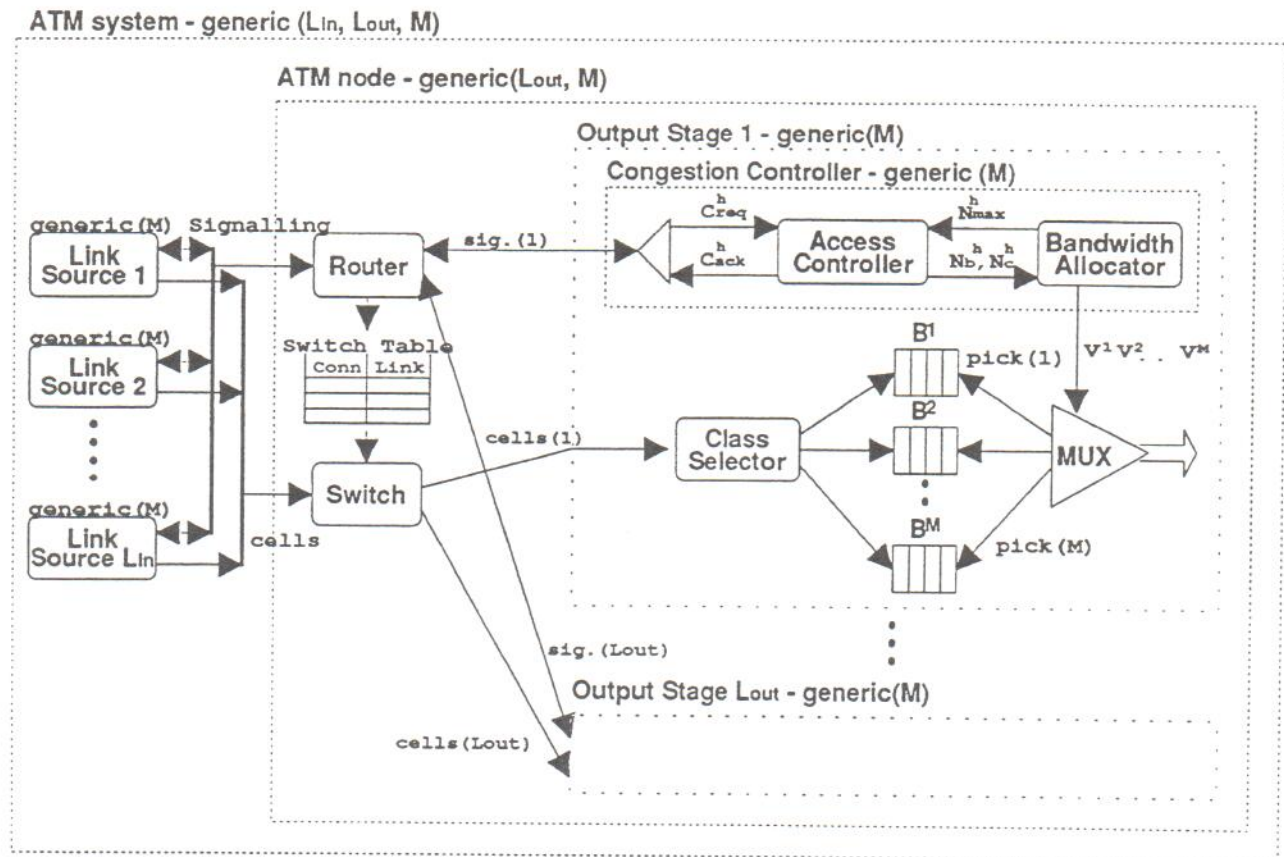 ATM system - generic (Lin, Lout, M)
ATM node - generic(Lout, M)
Output Stage 1 - generic(M)
Congestion Controller - generic (M)
generic(M) Signalling
Link
Source 1
Router
sig.(1)
h
Creq
h
Cack
Access
Controller
h
Nmax
h h
Nb, Nc
Bandwidth
Allocator
generic(M)
Link
Source 2
Switch Table
Conn Link
B1
pick(1)
V1 V2 . . VM
B2
cells(1)
Class
Selector
MUX
Switch
generic(M)
Link
Source Lin
cells
BM
pick(M)
sig.(Lout)
Output Stage Lout - generic(M)
cells(Lout)